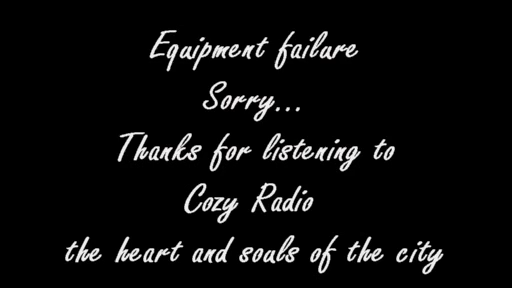 Equipment failure
Sorry...
Thanks for listening to
Cozy Radio
the heart and souls of the city